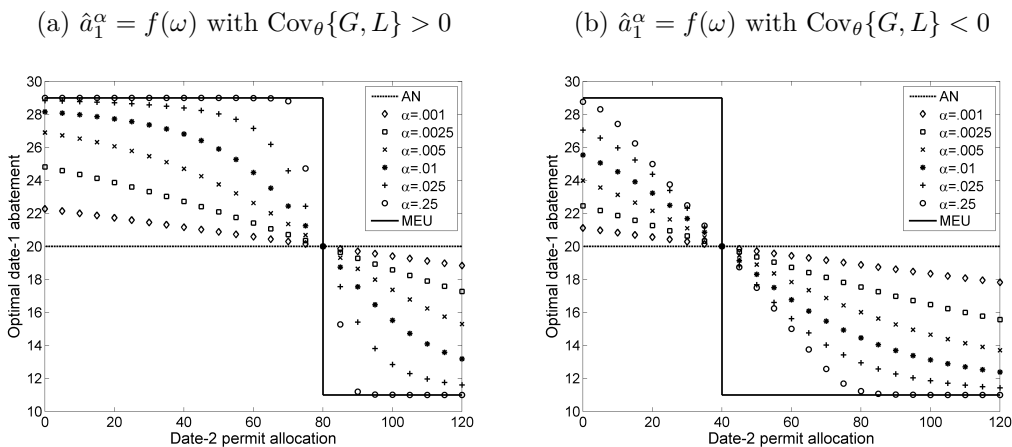 (a) â₁^α = f(ω) with Cov_θ{G, L} > 0
30
28
26
24
22
20
18
16
14
12
10
Optimal date-1 abatement
0 20 40 60 80 100 120
Date-2 permit allocation
AN
α=.001
α=.0025
α=.005
α=.01
α=.025
α=.25
MEU
(b) â₁^α = f(ω) with Cov_θ{G, L} < 0
30
28
26
24
22
20
18
16
14
12
10
Optimal date-1 abatement
0 20 40 60 80 100 120
Date-2 permit allocation
AN
α=.001
α=.0025
α=.005
α=.01
α=.025
α=.25
MEU